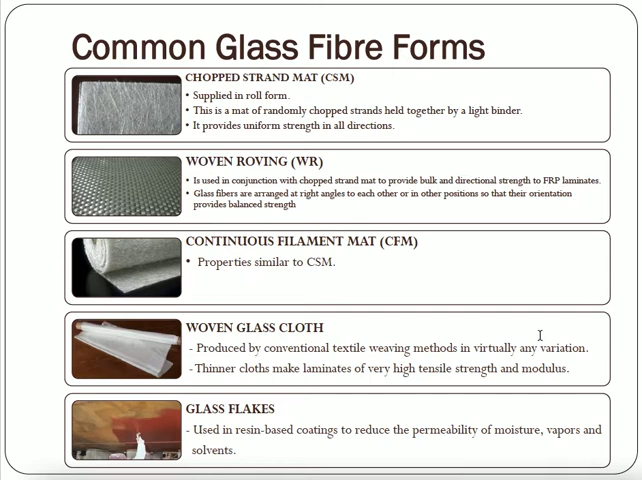 Common Glass Fibre Forms
CHOPPED STRAND MAT (CSM)
• Supplied in roll form.
• This is a mat of randomly chopped strands held together by a light binder.
• It provides uniform strength in all directions.
WOVEN ROVING (WR)
• Is used in conjunction with chopped strand mat to provide bulk and directional strength to FRP laminates.
• Glass fibers are arranged at right angles to each other or in other positions so that their orientation
provides balanced strength
CONTINUOUS FILAMENT MAT (CFM)
• Properties similar to CSM.
WOVEN GLASS CLOTH
- Produced by conventional textile weaving methods in virtually any variation.
- Thinner cloths make laminates of very high tensile strength and modulus.
GLASS FLAKES
- Used in resin-based coatings to reduce the permeability of moisture, vapors and
solvents.